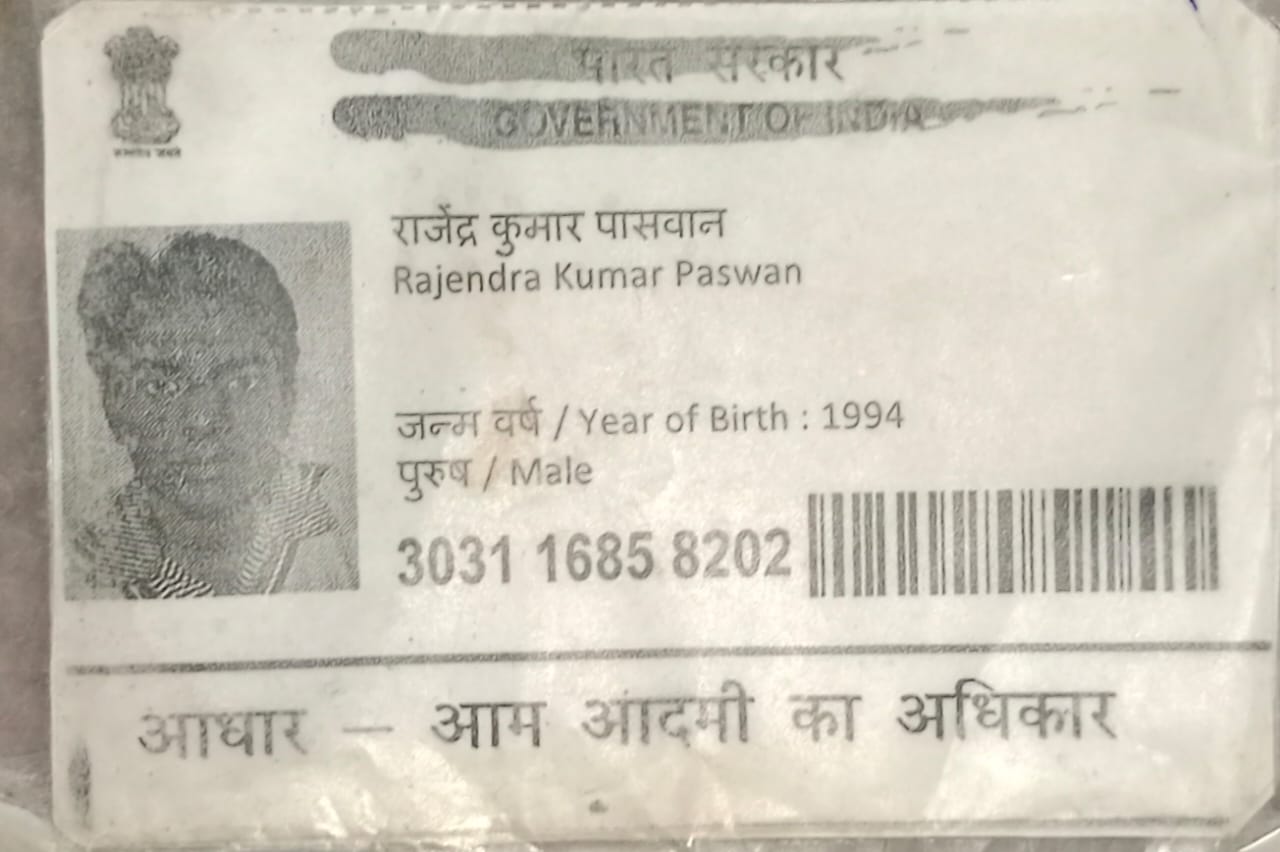 भारत सरकार
GOVERNMENT OF INDIA
राजेंद्र कुमार पासवान
Rajendra Kumar Paswan
जन्म वर्ष / Year of Birth : 1994
पुरुष / Male
3031 1685 8202
आधार — आम आदमी का अधिकार